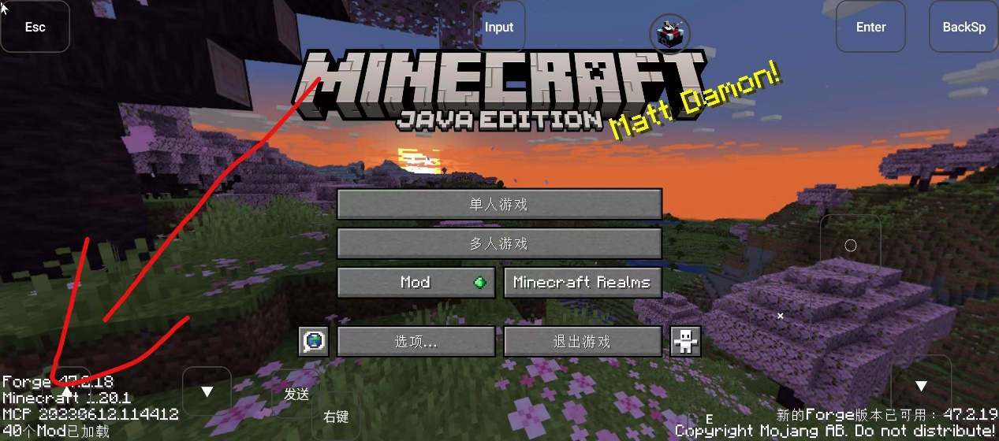 Esc
Input
Enter
BackSp
MINECRAFT
JAVA EDITION
Matt Damon!
单人游戏
多人游戏
Mod
Minecraft Realms
选项...
退出游戏
Forge 47.2.18
Minecraft 1.20.1
MCP 20230612.114412
40个Mod已加载
发送
右键
E
新的Forge版本已可用：47.2.19
Copyright Mojang AB. Do not distribute!